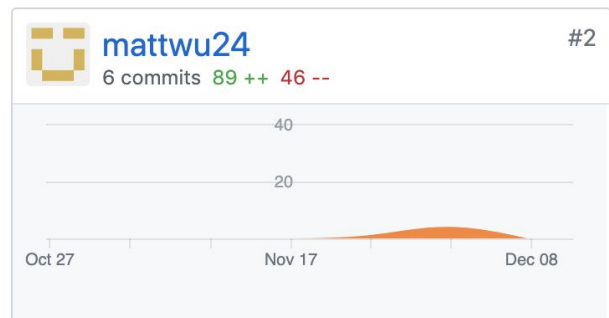 mattwu24 #2
6 commits 89 ++ 46 --
40
20
Oct 27 Nov 17 Dec 08